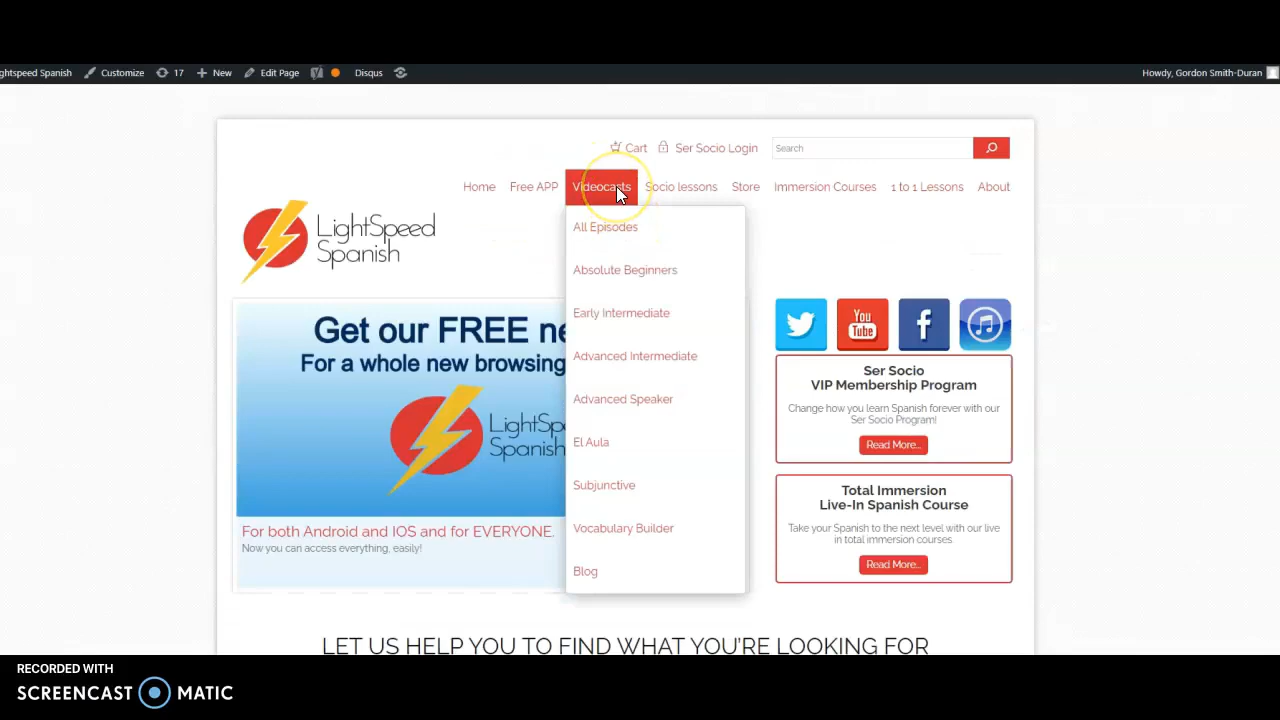 ghtspeed Spanish Customize 17 New Edit Page Disqus Howdy, Gordon Smith-Duran
Cart Ser Socio Login Search
Home Free APP Videocasts Socio lessons Store Immersion Courses 1 to 1 Lessons About
LightSpeed
Spanish
All Episodes
Absolute Beginners
Early Intermediate
Advanced Intermediate
Advanced Speaker
El Aula
Subjunctive
Vocabulary Builder
Blog
Get our FREE ne
For a whole new browsing
LightSp
Spanish
For both Android and IOS and for EVERYONE.
Now you can access everything, easily!
You
Tube
Ser Socio
VIP Membership Program
Change how you learn Spanish forever with our
Ser Socio Program!
Read More...
Total Immersion
Live-In Spanish Course
Take your Spanish to the next level with our live
in total immersion courses.
Read More...
LET US HELP YOU TO FIND WHAT YOU'RE LOOKING FOR
RECORDED WITH
SCREENCAST MATIC